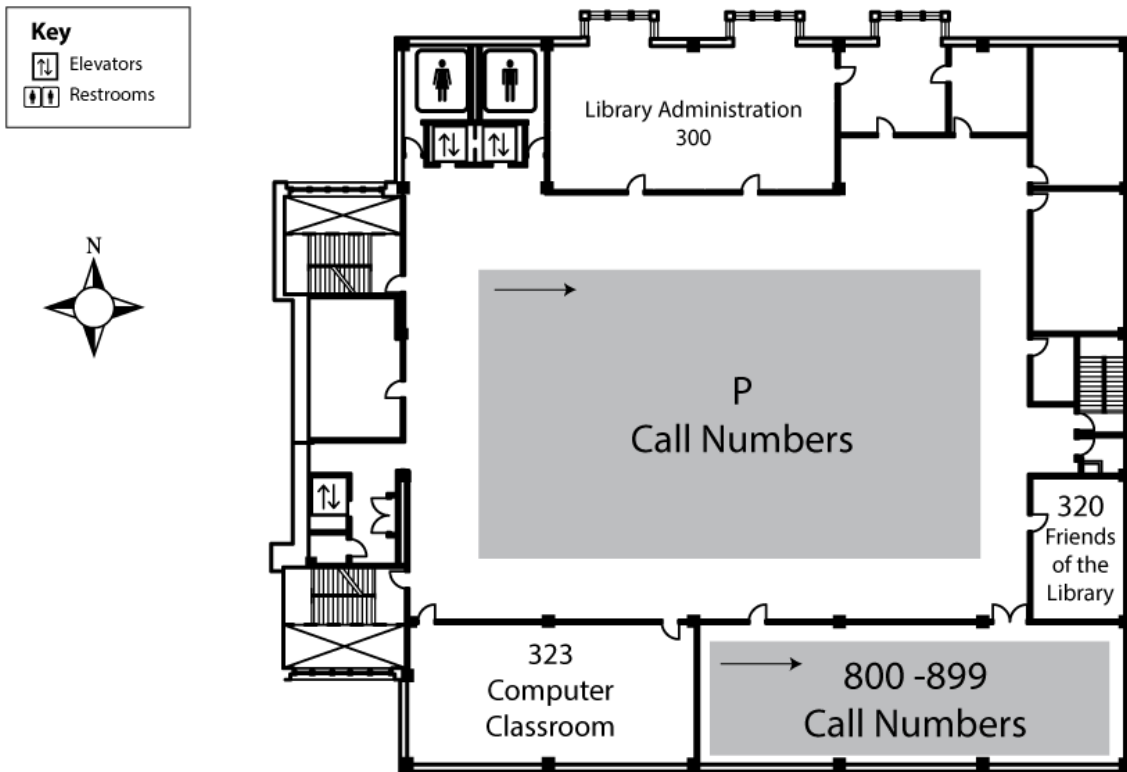 Key
Elevators
Restrooms
N
Library Administration
300
P
Call Numbers
320
Friends
of the
Library
323
Computer
Classroom
800 -899
Call Numbers